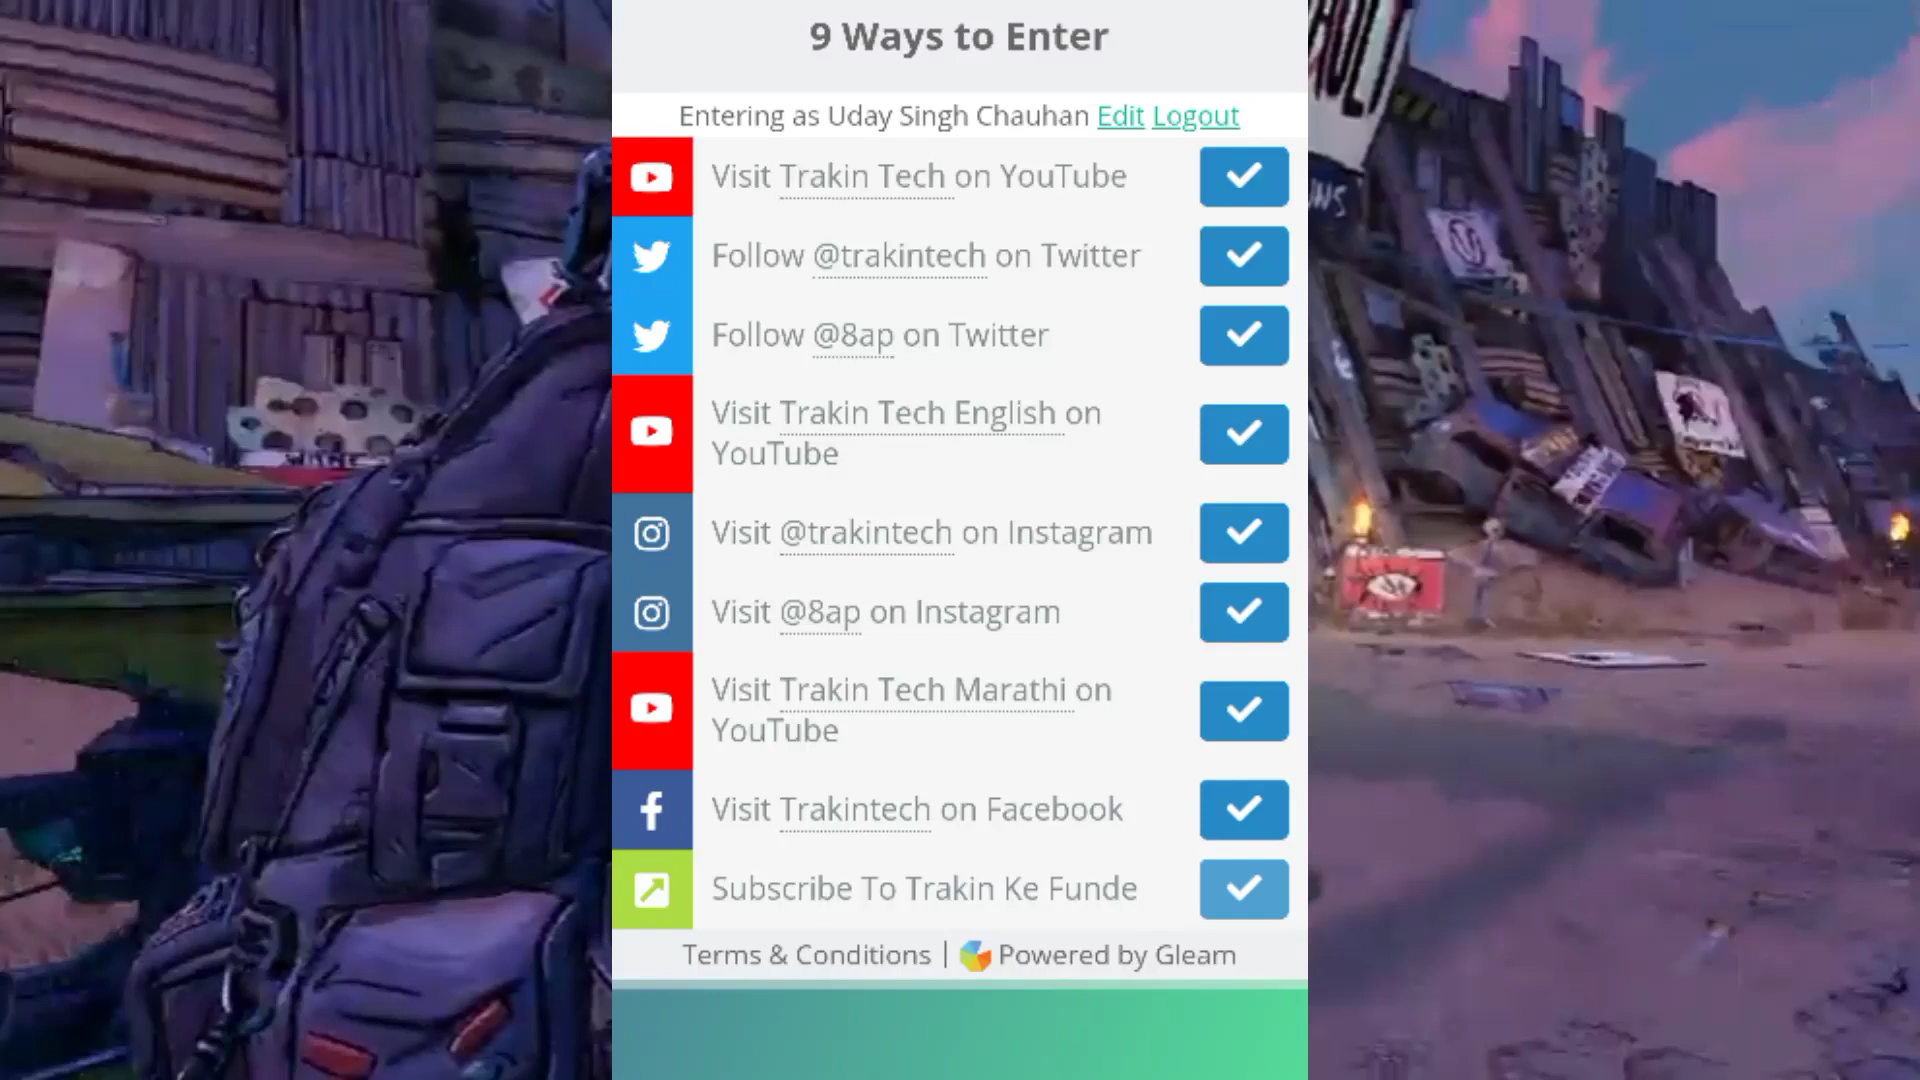 9 Ways to Enter
Entering as Uday Singh Chauhan Edit Logout
Visit Trakin Tech on YouTube
Follow @trakintech on Twitter
Follow @8ap on Twitter
Visit Trakin Tech English on
YouTube
Visit @trakintech on Instagram
Visit @8ap on Instagram
Visit Trakin Tech Marathi on
YouTube
Visit Trakintech on Facebook
Subscribe To Trakin Ke Funde
Terms & Conditions | Powered by Gleam